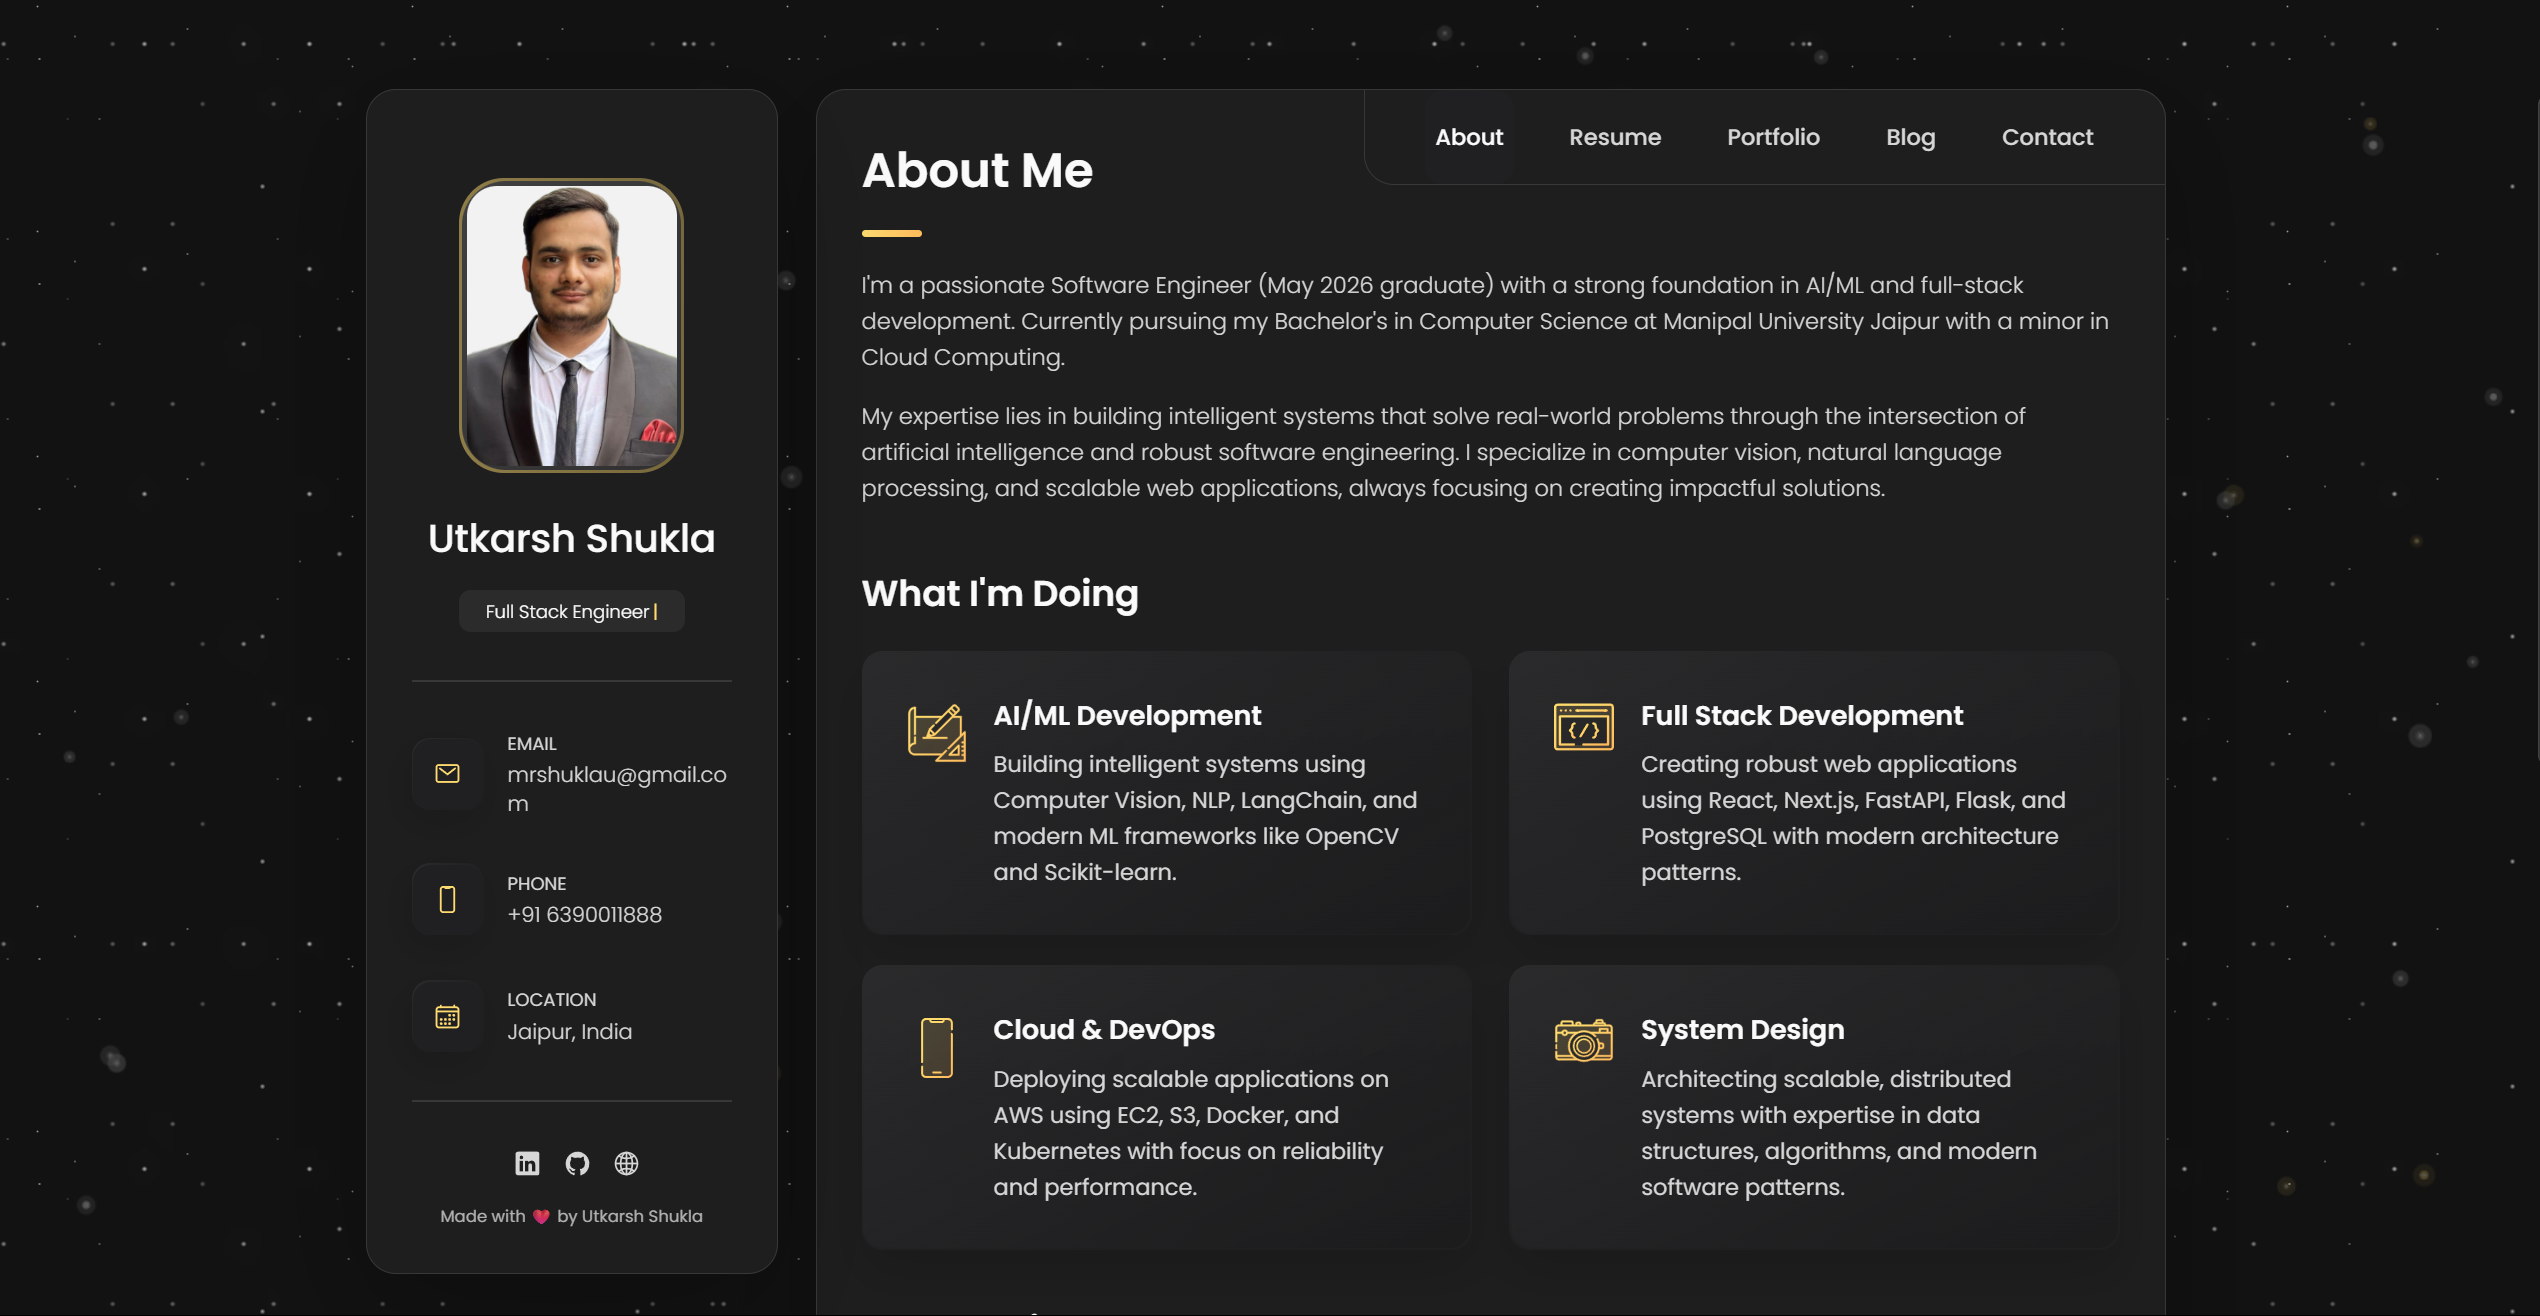 Utkarsh Shukla
Full Stack Engineer
EMAIL
mrshuklau@gmail.co
m
PHONE
+91 6390011888
LOCATION
Jaipur, India
Made with ❤️ by Utkarsh Shukla
About
Resume
Portfolio
Blog
Contact
About Me
I'm a passionate Software Engineer (May 2026 graduate) with a strong foundation in AI/ML and full-stack
development. Currently pursuing my Bachelor's in Computer Science at Manipal University Jaipur with a minor in
Cloud Computing.
My expertise lies in building intelligent systems that solve real-world problems through the intersection of
artificial intelligence and robust software engineering. I specialize in computer vision, natural language
processing, and scalable web applications, always focusing on creating impactful solutions.
What I'm Doing
AI/ML Development
Building intelligent systems using
Computer Vision, NLP, LangChain, and
modern ML frameworks like OpenCV
and Scikit-learn.
Full Stack Development
Creating robust web applications
using React, Next.js, FastAPI, Flask, and
PostgreSQL with modern architecture
patterns.
Cloud & DevOps
Deploying scalable applications on
AWS using EC2, S3, Docker, and
Kubernetes with focus on reliability
and performance.
System Design
Architecting scalable, distributed
systems with expertise in data
structures, algorithms, and modern
software patterns.